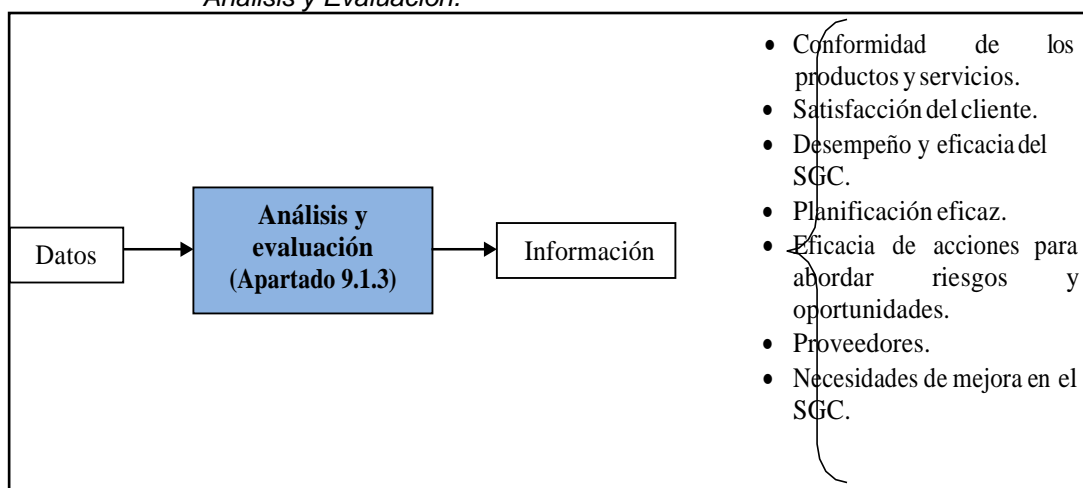 Análisis y Evaluación.
• Conformidad de los
productos y servicios.
• Satisfacción del cliente.
• Desempeño y eficacia del
SGC.
• Planificación eficaz.
• Eficacia de acciones para
abordar riesgos y
oportunidades.
• Proveedores.
• Necesidades de mejora en el
SGC.
Datos
Análisis y
evaluación
(Apartado 9.1.3)
Información